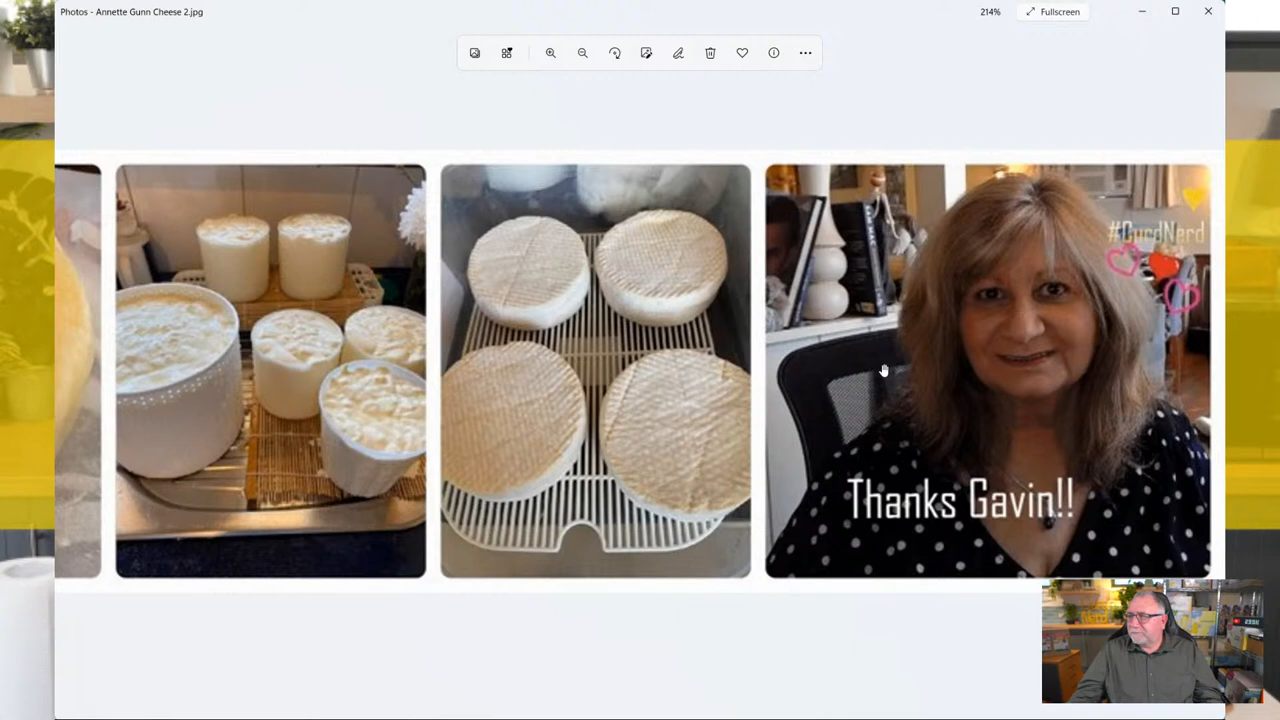 Photos - Annette Gunn Cheese 2.jpg
214%
Fullscreen
#CurdNerd
Thanks Gavin!!